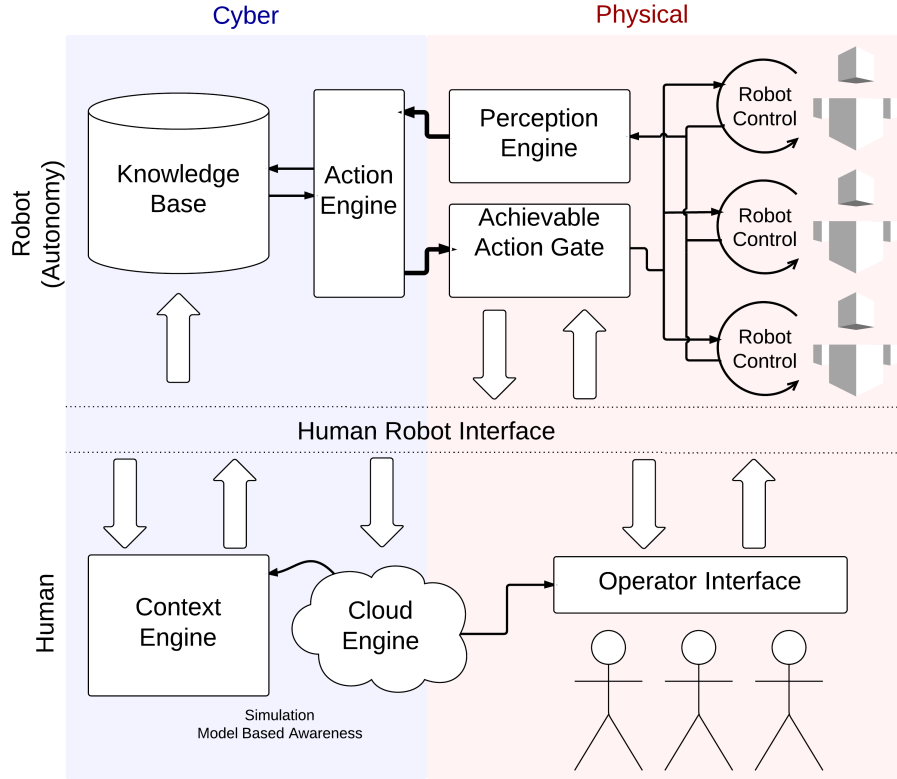 Cyber
Physical
Robot
(Autonomy)
Knowledge
Base
Action
Engine
Perception
Engine
Achievable
Action Gate
Robot
Control
Robot
Control
Robot
Control
Human Robot Interface
Human
Context
Engine
Cloud
Engine
Operator Interface
Simulation
Model Based Awareness